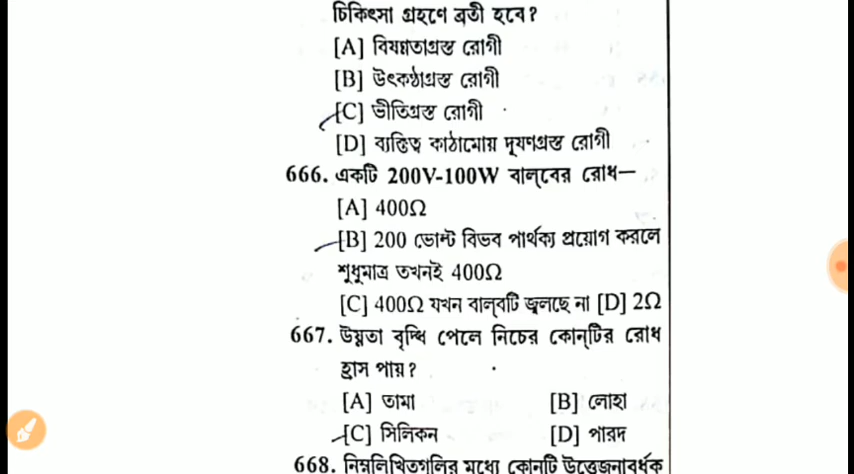 চিকিৎসা গ্রহণে ব্রতী হবে?
[A] বিষণ্ণতাগ্রস্ত রোগী
[B] উৎকণ্ঠাগ্রস্ত রোগী
[C] ভীতিগ্রস্ত রোগী
[D] ব্যক্তিত্ব কাঠামোয় দূষণগ্রস্ত রোগী
666. একটি 200V-100W বাল্‌বের রোধ—
[A] 400Ω
[B] 200 ভোল্ট বিভব পার্থক্য প্রয়োগ করলে
শুধুমাত্র তখনই 400Ω
[C] 400Ω যখন বাল্‌বটি জ্বলছে না [D] 2Ω
667. উষ্ণতা বৃদ্ধি পেলে নিচের কোন্‌টির রোধ
হ্রাস পায়?
[A] তামা [B] লোহা
[C] সিলিকন [D] পারদ
668. নিম্নলিখিতগুলির মধ্যে কোনটি উত্তেজনাবর্ধক